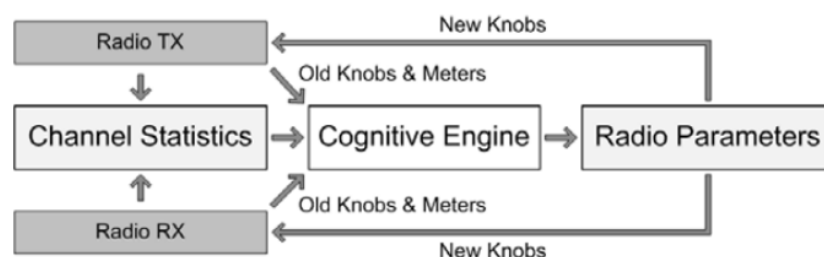 New Knobs
Radio TX
Old Knobs & Meters
Channel Statistics
Cognitive Engine
Radio Parameters
Old Knobs & Meters
Radio RX
New Knobs